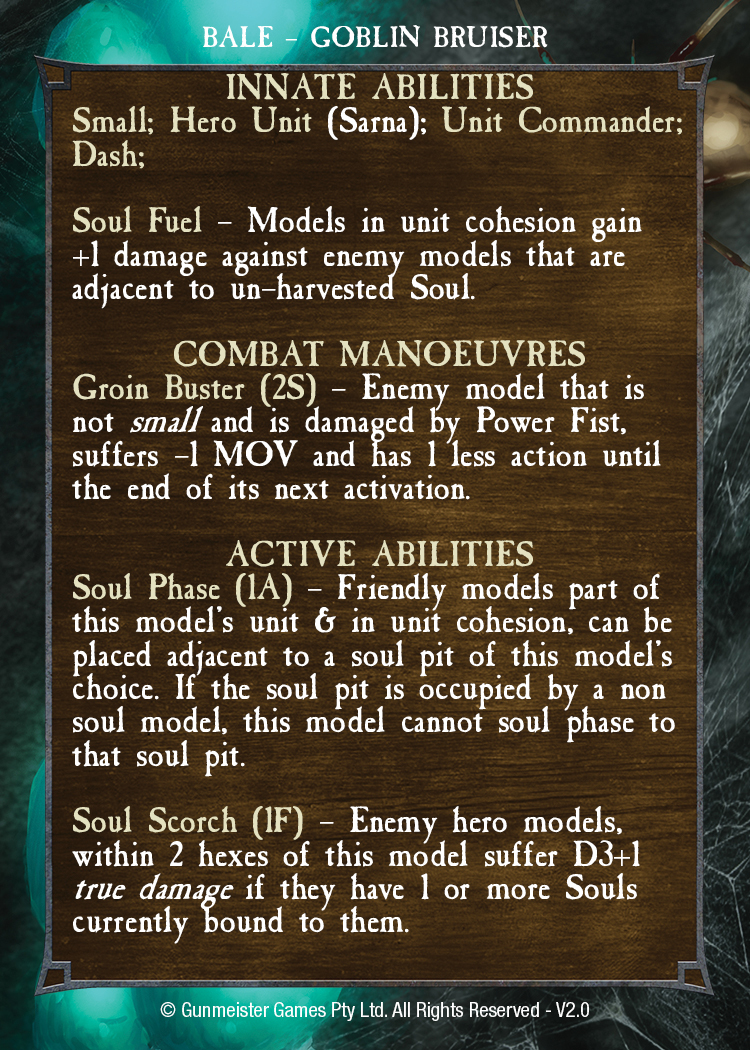 BALE – GOBLIN BRUISER
INNATE ABILITIES
Small; Hero Unit (Sarna); Unit Commander;
Dash;
Soul Fuel – Models in unit cohesion gain
+1 damage against enemy models that are
adjacent to un-harvested Soul.
COMBAT MANOEUVRES
Groin Buster (2S) – Enemy model that is
not small and is damaged by Power Fist,
suffers -1 MOV and has 1 less action until
the end of its next activation.
ACTIVE ABILITIES
Soul Phase (1A) – Friendly models part of
this model's unit & in unit cohesion, can be
placed adjacent to a soul pit of this model's
choice. If the soul pit is occupied by a non
soul model, this model cannot soul phase to
that soul pit.
Soul Scorch (1F) – Enemy hero models,
within 2 hexes of this model suffer D3+1
true damage if they have 1 or more Souls
currently bound to them.
© Gunmeister Games Pty Ltd. All Rights Reserved - V2.0